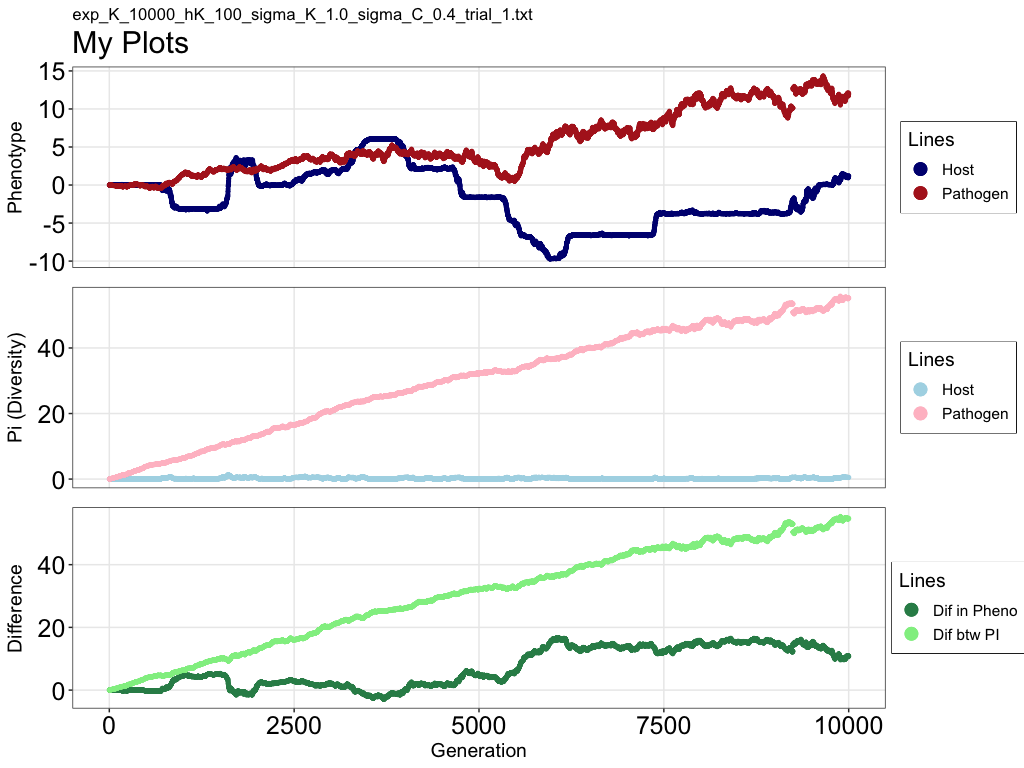 exp_K_10000_hK_100_sigma_K_1.0_sigma_C_0.4_trial_1.txt
My Plots
Phenotype
15
10
5
0
-5
-10
Lines
Host
Pathogen
Pi (Diversity)
40
20
0
Lines
Host
Pathogen
Difference
40
20
0
Lines
Dif in Pheno
Dif btw PI
0 2500 5000 7500 10000
Generation